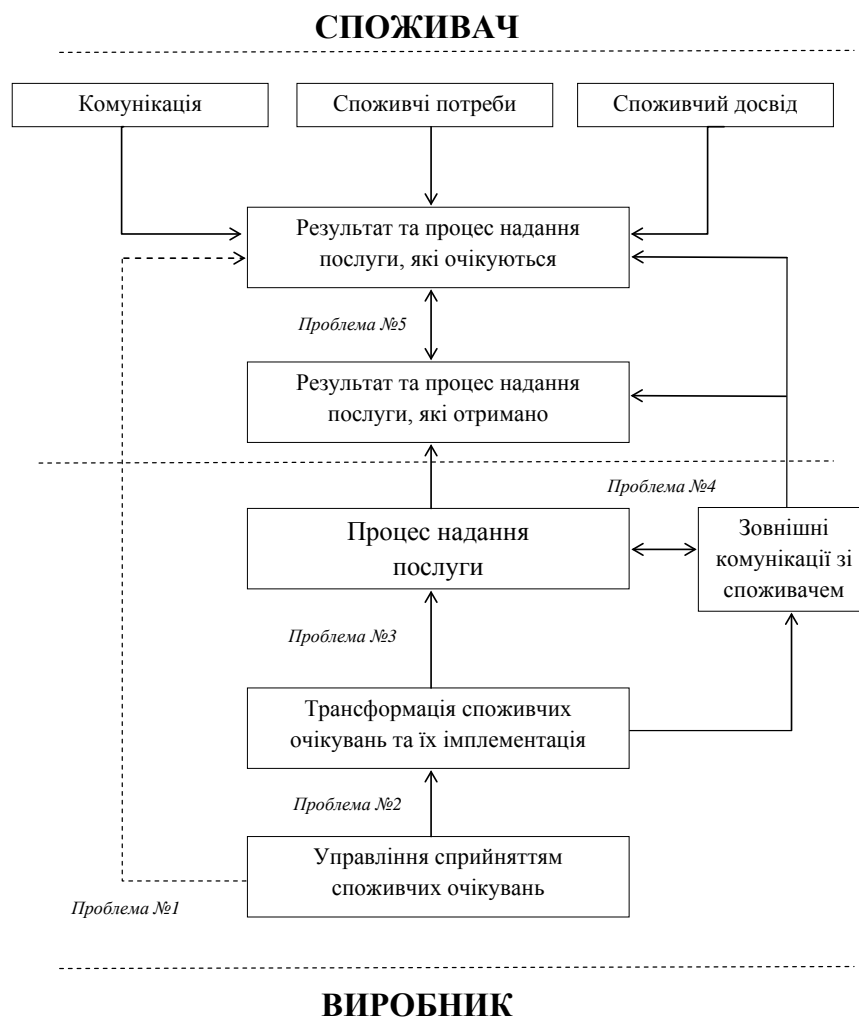 СПОЖИВАЧ
Комунікація
Споживчі потреби
Споживчий досвід
Результат та процес надання
послуги, які очікуються
Проблема №5
Результат та процес надання
послуги, які отримано
Проблема №4
Процес надання
послуги
Зовнішні
комунікації зі
споживачем
Проблема №3
Трансформація споживчих
очікувань та їх імплементація
Проблема №2
Управління сприйняттям
споживчих очікувань
Проблема №1
ВИРОБНИК